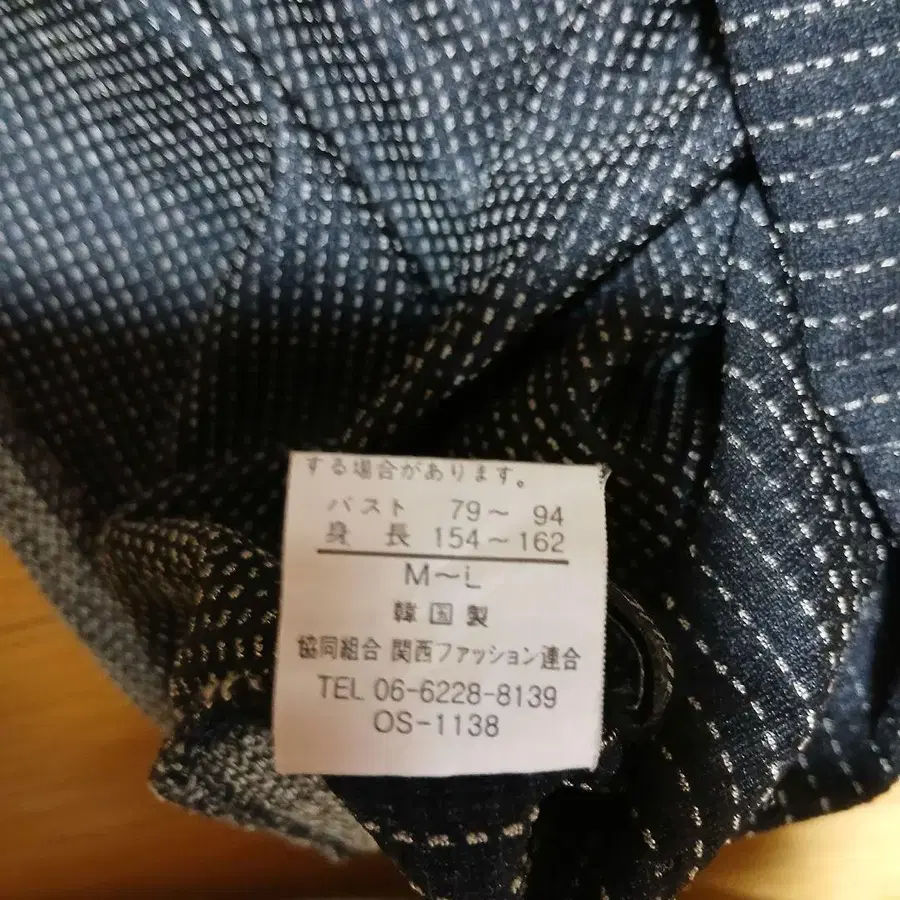 する場合があります。
バスト 79～ 94
身 長 154～162
M～L
韓国製
協同組合 関西ファッション連合
TEL 06-6228-8139
OS-1138